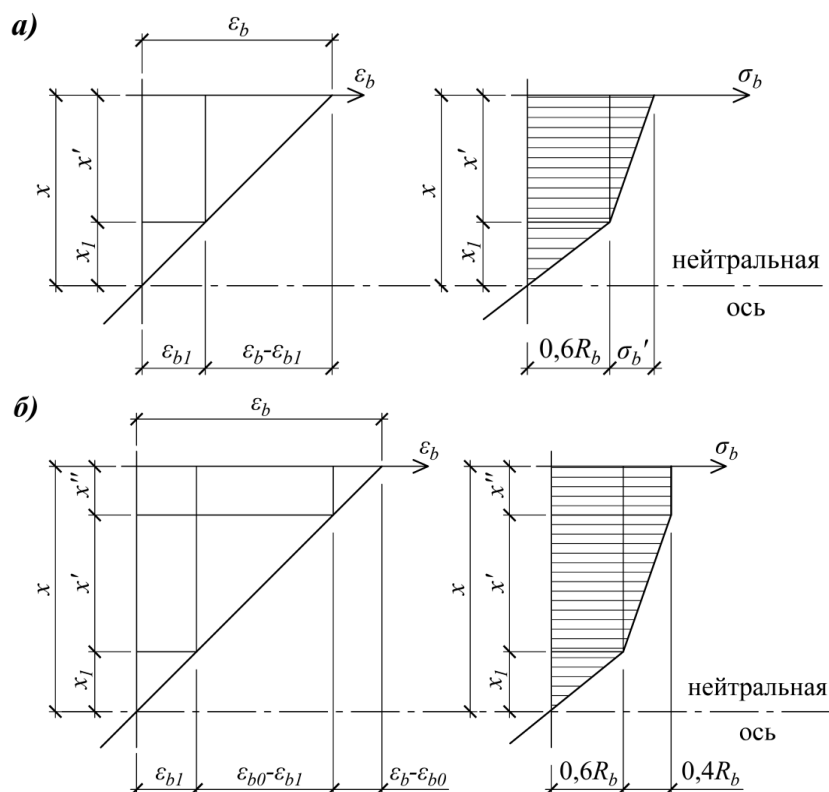 а)
εb
εb
x
x'
x1
εb1
εb-εb1
σb
x
x'
x1
нейтральная
ось
0,6Rb
σb'
б)
εb
εb
x
x''
x'
x1
εb1
εb0-εb1
εb-εb0
σb
x
x''
x'
x1
нейтральная
ось
0,6Rb
0,4Rb